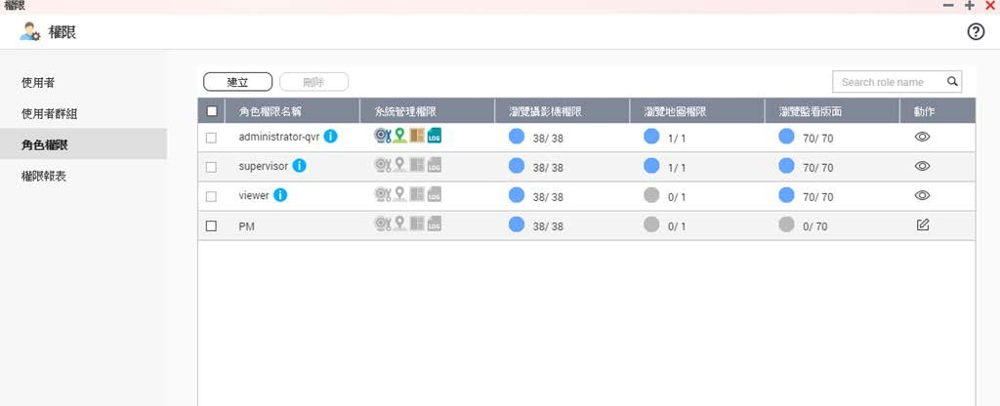 權限
權限
使用者
使用者群組
角色權限
權限報表
建立
刪除
Search role name
角色權限名稱 系統管理權限 瀏覽攝影機權限 瀏覽地圖權限 瀏覽監看版面 動作
administrator-qvr LOG 38/ 38 1/ 1 70/ 70
supervisor LOG 38/ 38 1/ 1 70/ 70
viewer LOG 38/ 38 0/ 1 70/ 70
PM LOG 38/ 38 0/ 1 0/ 70